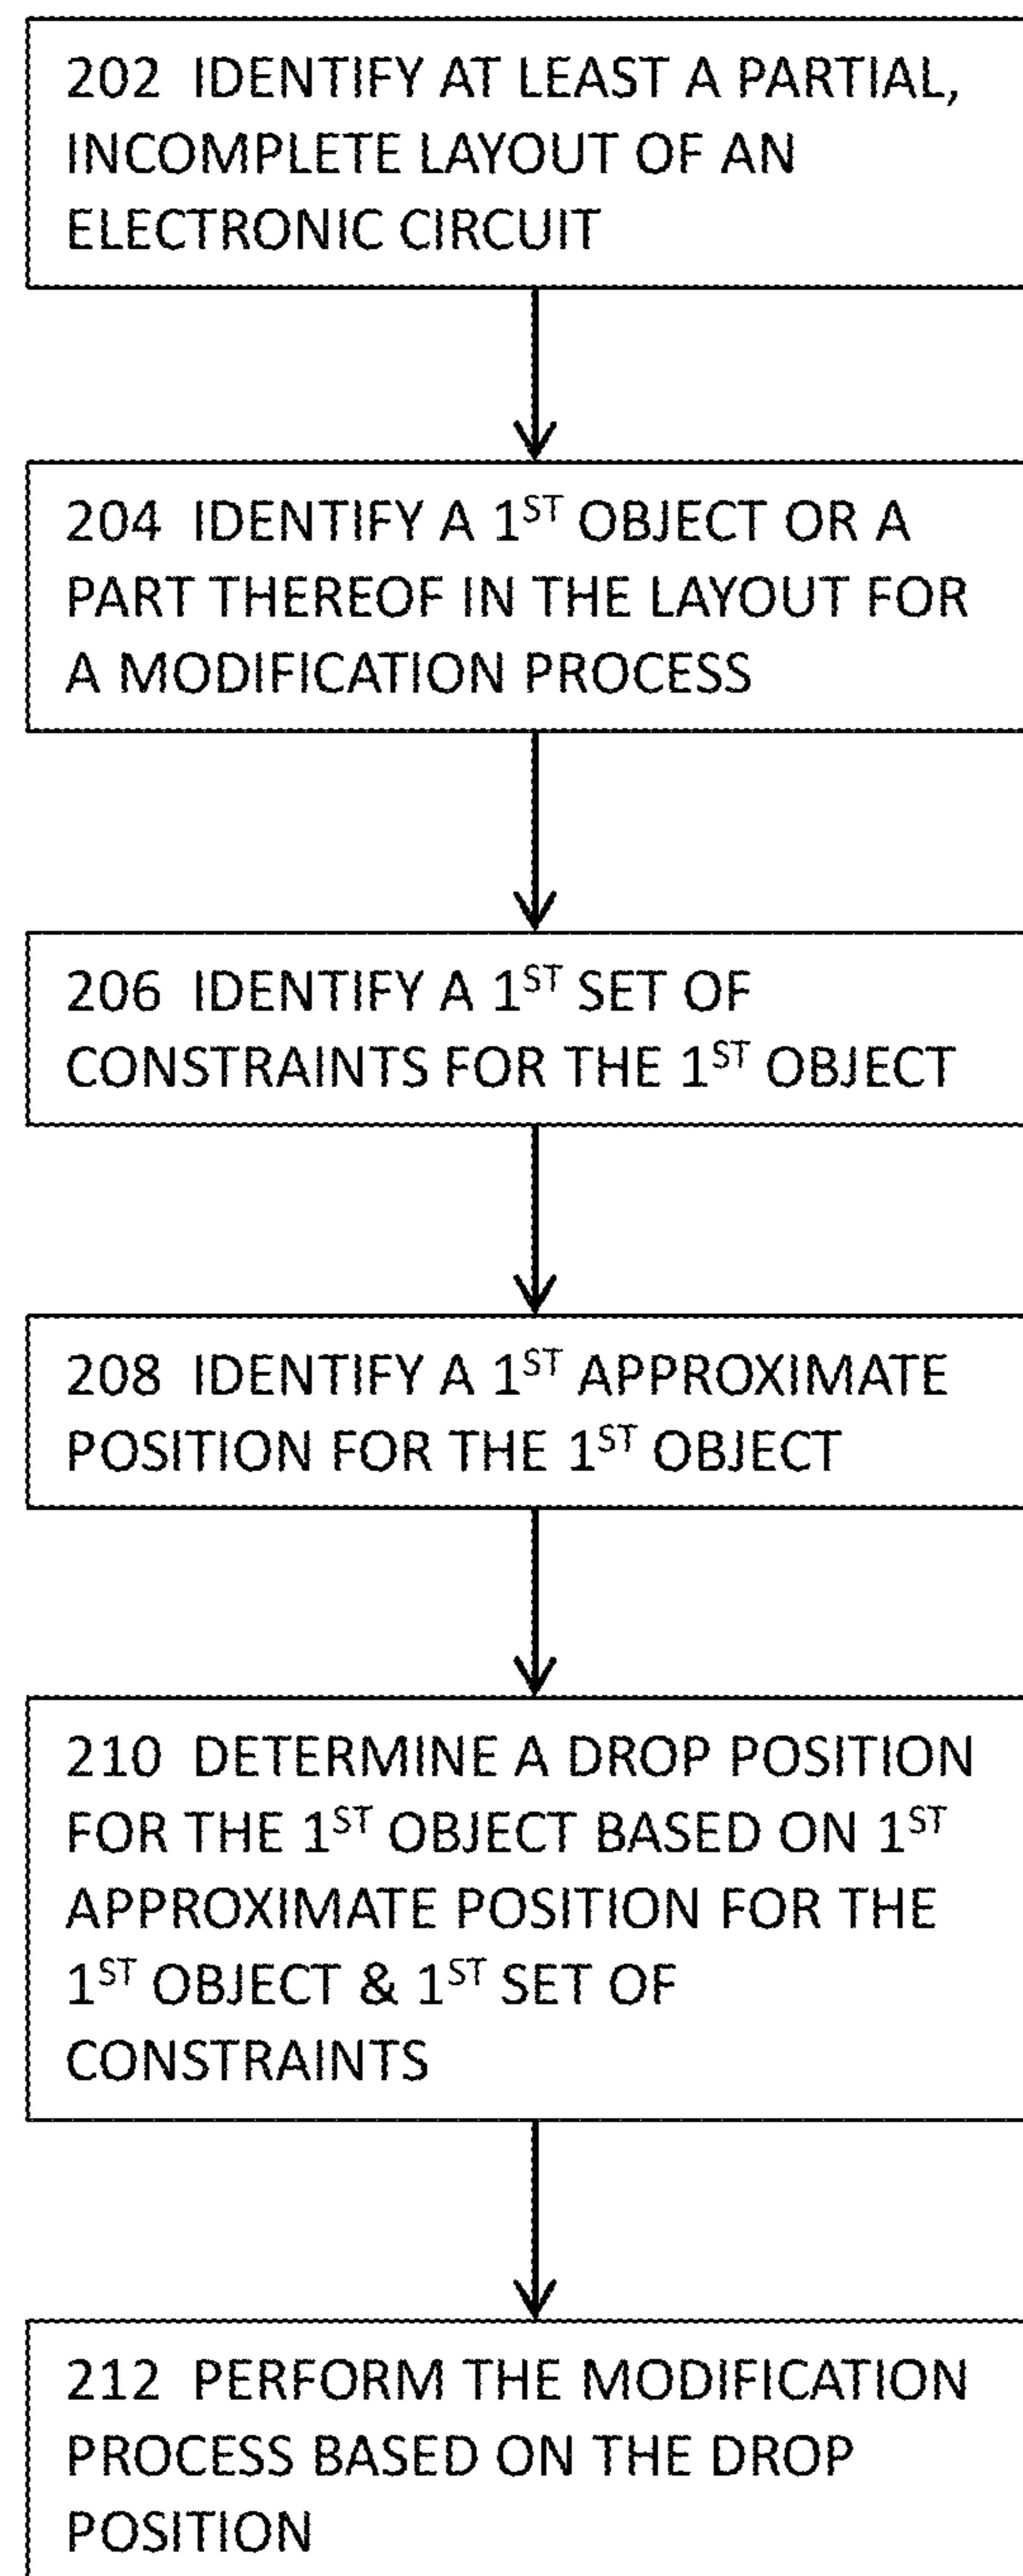 202 IDENTIFY AT LEAST A PARTIAL,
INCOMPLETE LAYOUT OF AN
ELECTRONIC CIRCUIT
204 IDENTIFY A 1ST OBJECT OR A
PART THEREOF IN THE LAYOUT FOR
A MODIFICATION PROCESS
206 IDENTIFY A 1ST SET OF
CONSTRAINTS FOR THE 1ST OBJECT
208 IDENTIFY A 1ST APPROXIMATE
POSITION FOR THE 1ST OBJECT
210 DETERMINE A DROP POSITION
FOR THE 1ST OBJECT BASED ON 1ST
APPROXIMATE POSITION FOR THE
1ST OBJECT & 1ST SET OF
CONSTRAINTS
212 PERFORM THE MODIFICATION
PROCESS BASED ON THE DROP
POSITION